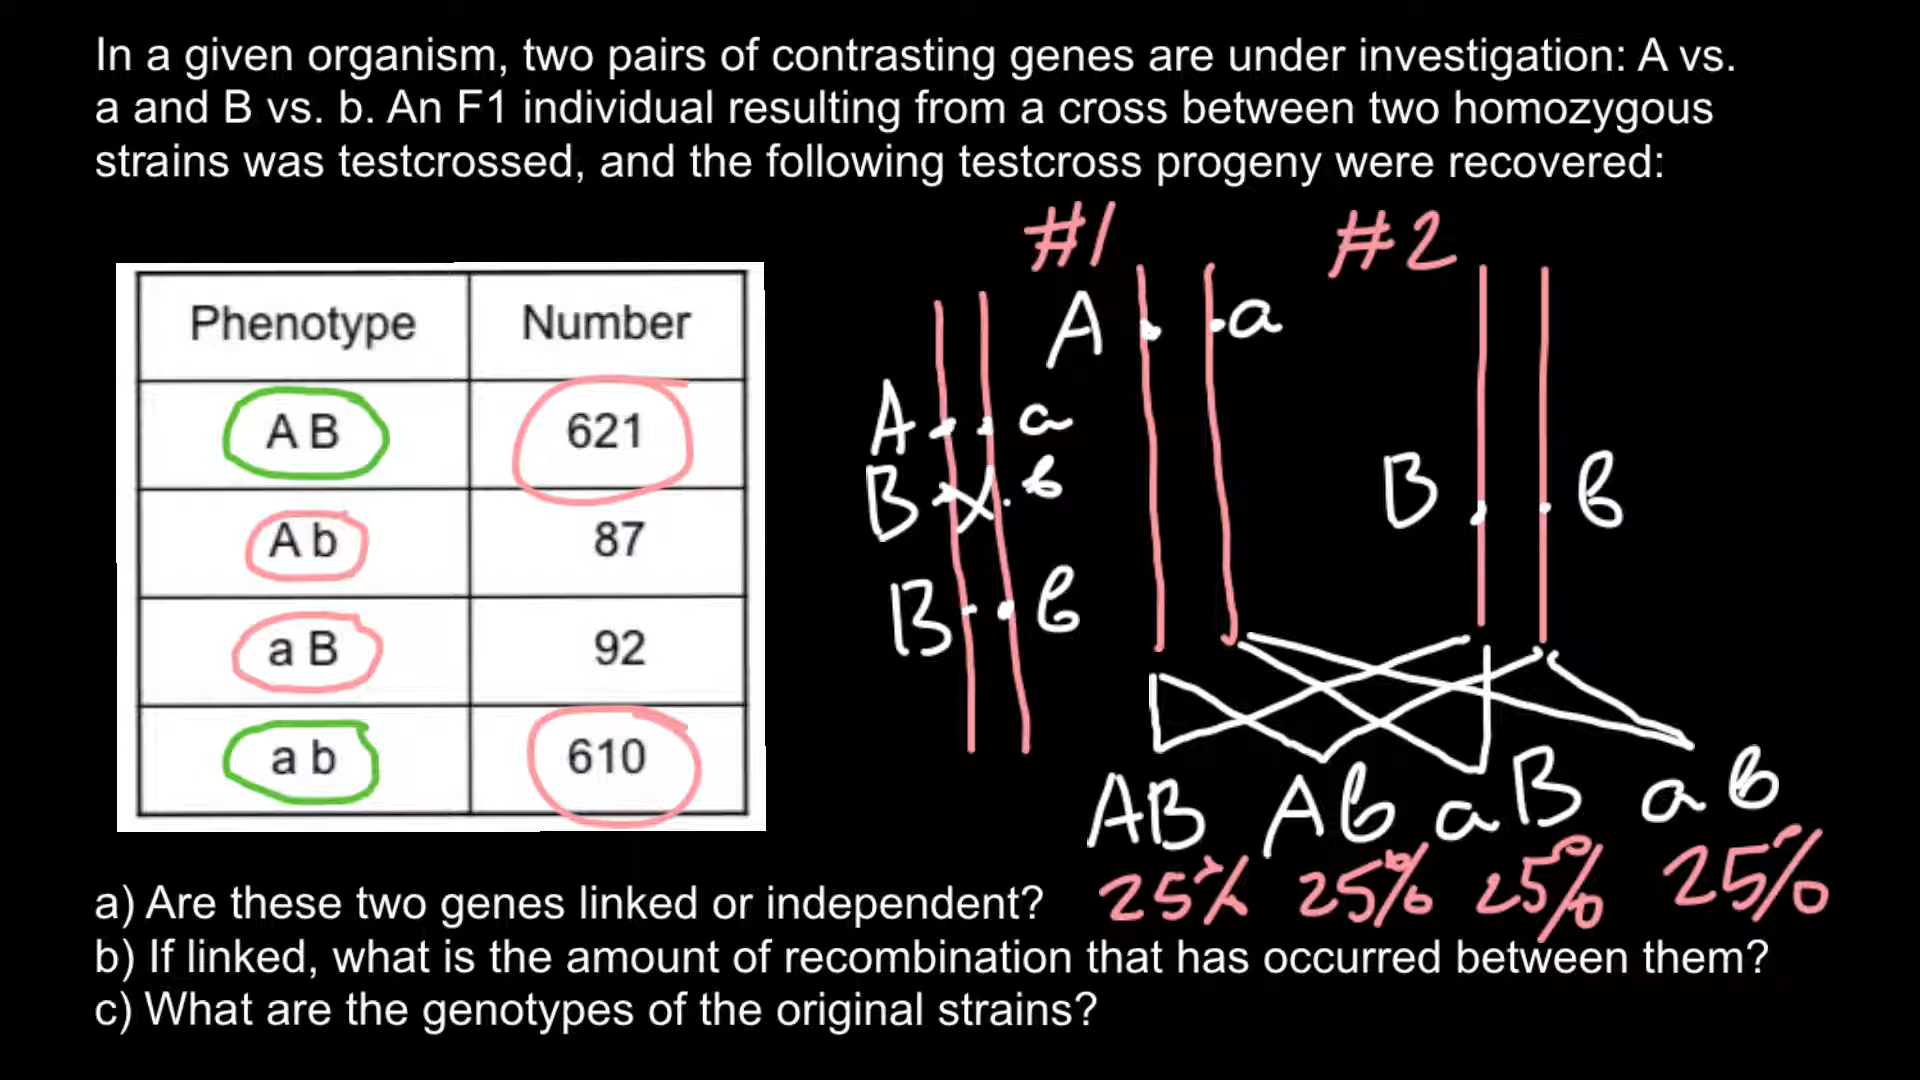 In a given organism, two pairs of contrasting genes are under investigation: A vs.
a and B vs. b. An F1 individual resulting from a cross between two homozygous
strains was testcrossed, and the following testcross progeny were recovered:
#1 #2
Phenotype Number
A B 621
A b 87
a B 92
a b 610
A a
A a
B b
B b
B b
AB Ab aB ab
25% 25% 25% 25%
a) Are these two genes linked or independent?
b) If linked, what is the amount of recombination that has occurred between them?
c) What are the genotypes of the original strains?